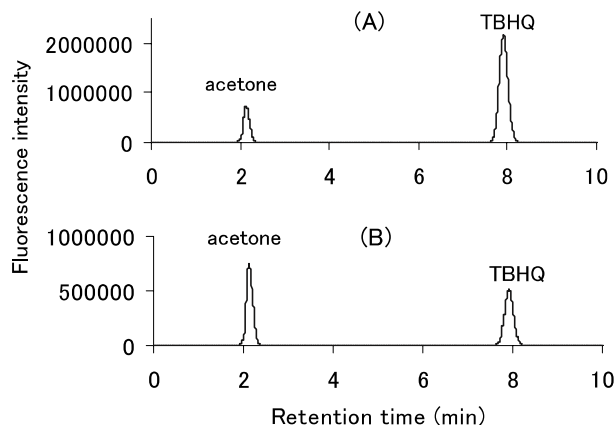 Fluorescence intensity
(A)
2000000
1000000
0
acetone
TBHQ
0 2 4 6 8 10
(B)
1000000
500000
0
acetone
TBHQ
0 2 4 6 8 10
Retention time (min)